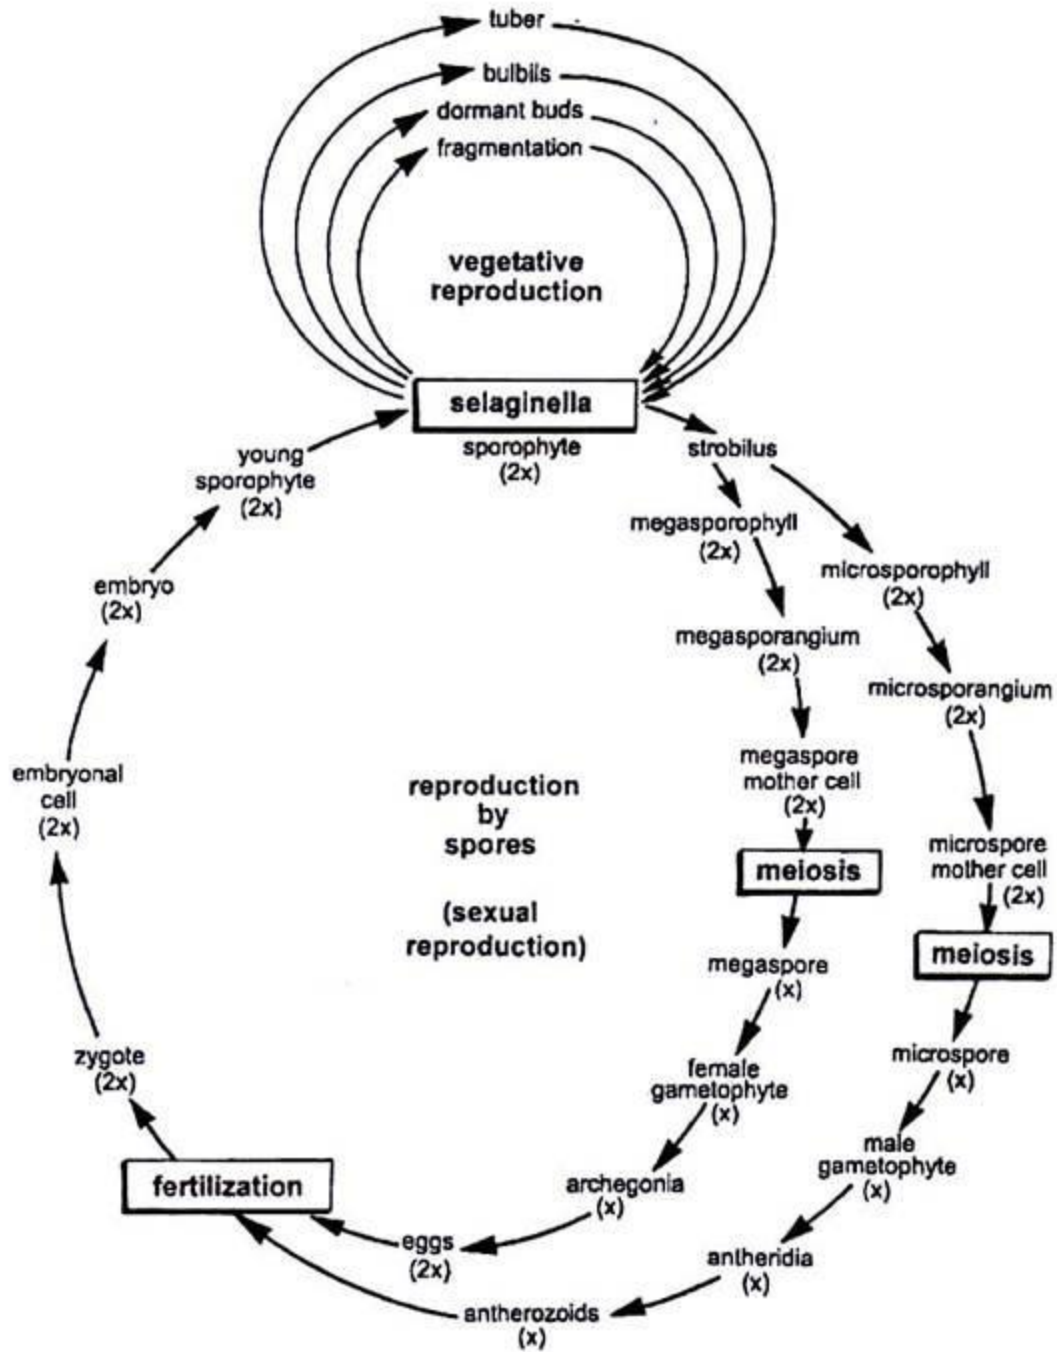 tuber
bulbils
dormant buds
fragmentation
vegetative
reproduction
selaginella
sporophyte
(2x)
strobilus
megasporophyll
(2x)
megasporangium
(2x)
megaspore
mother cell
(2x)
meiosis
megaspore
(x)
female
gametophyte
(x)
archegonia
(x)
eggs
(2x)
microsporophyll
(2x)
microsporangium
(2x)
microspore
mother cell
(2x)
meiosis
microspore
(x)
male
gametophyte
(x)
antheridia
(x)
antherozoids
(x)
fertilization
zygote
(2x)
embryonal
cell
(2x)
embryo
(2x)
young
sporophyte
(2x)
reproduction
by
spores
(sexual
reproduction)